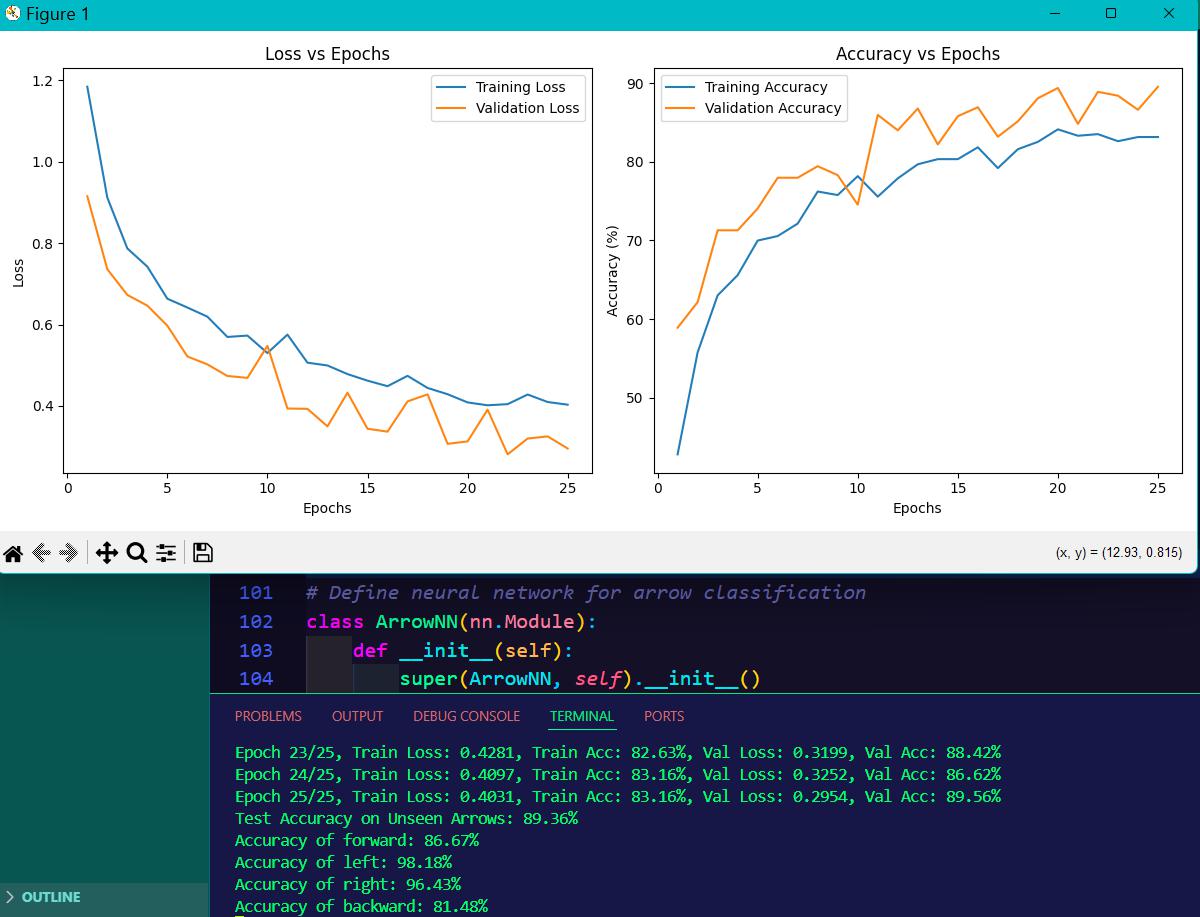 Figure 1
Loss vs Epochs
Training Loss
Validation Loss
1.2
1.0
0.8
0.6
0.4
Loss
0 5 10 15 20 25
Epochs
Accuracy vs Epochs
Training Accuracy
Validation Accuracy
90
80
70
60
50
Accuracy (%)
0 5 10 15 20 25
Epochs
(x, y) = (12.93, 0.815)
101 # Define neural network for arrow classification
102 class ArrowNN(nn.Module):
103 def __init__(self):
104 super(ArrowNN, self).__init__()
PROBLEMS OUTPUT DEBUG CONSOLE TERMINAL PORTS
Epoch 23/25, Train Loss: 0.4281, Train Acc: 82.63%, Val Loss: 0.3199, Val Acc: 88.42%
Epoch 24/25, Train Loss: 0.4097, Train Acc: 83.16%, Val Loss: 0.3252, Val Acc: 86.62%
Epoch 25/25, Train Loss: 0.4031, Train Acc: 83.16%, Val Loss: 0.2954, Val Acc: 89.56%
Test Accuracy on Unseen Arrows: 89.36%
Accuracy of forward: 86.67%
Accuracy of left: 98.18%
Accuracy of right: 96.43%
Accuracy of backward: 81.48%
OUTLINE